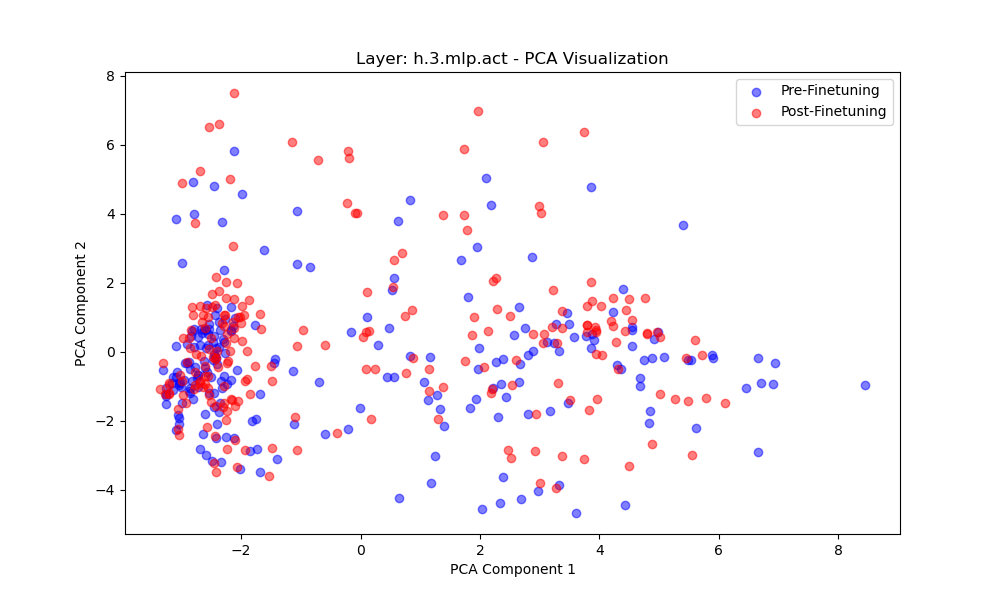 Layer: h.3.mlp.act - PCA Visualization
Pre-Finetuning
Post-Finetuning
8
6
4
2
0
−2
−4
PCA Component 2
−2
0
2
4
6
8
PCA Component 1